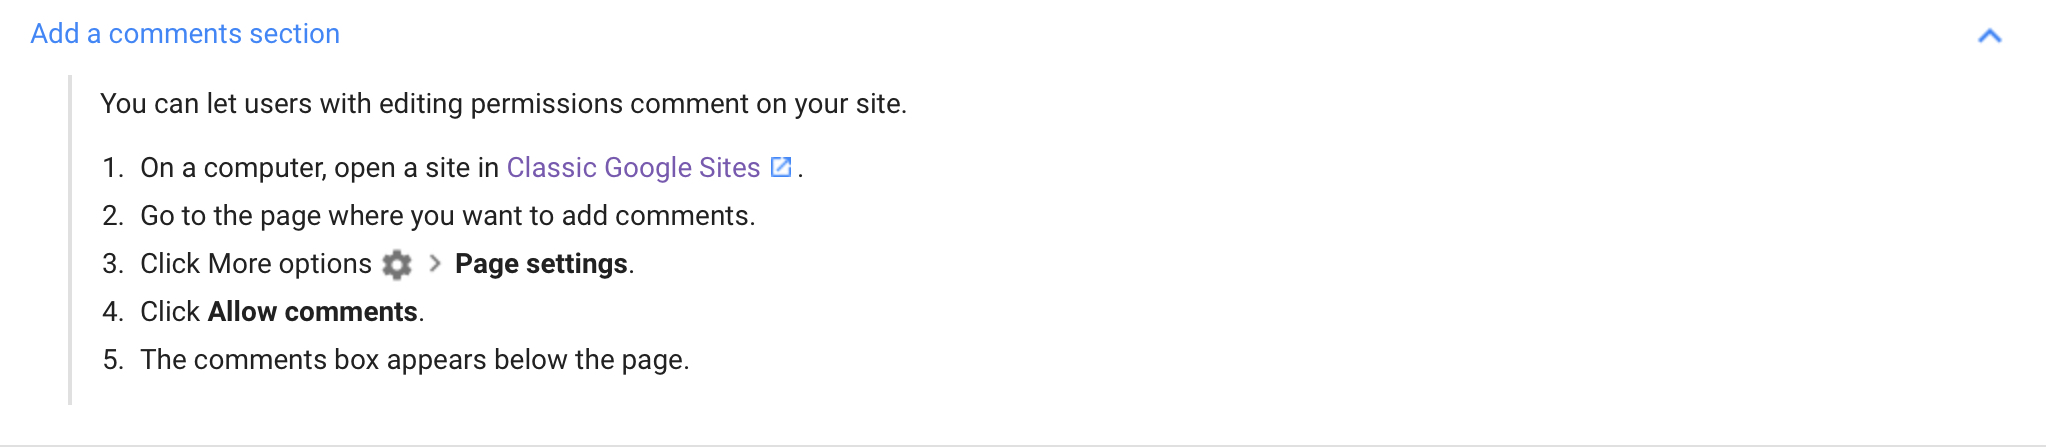 Add a comments section
You can let users with editing permissions comment on your site.
1. On a computer, open a site in Classic Google Sites .
2. Go to the page where you want to add comments.
3. Click More options > Page settings.
4. Click Allow comments.
5. The comments box appears below the page.